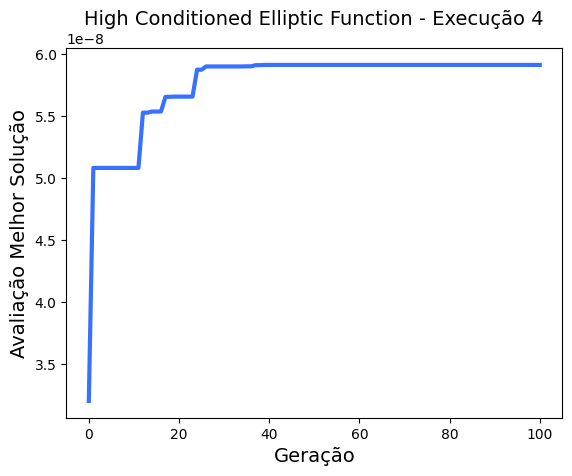 High Conditioned Elliptic Function - Execução 4
1e−8
6.0
5.5
5.0
4.5
4.0
3.5
Avaliação Melhor Solução
0 20 40 60 80 100
Geração